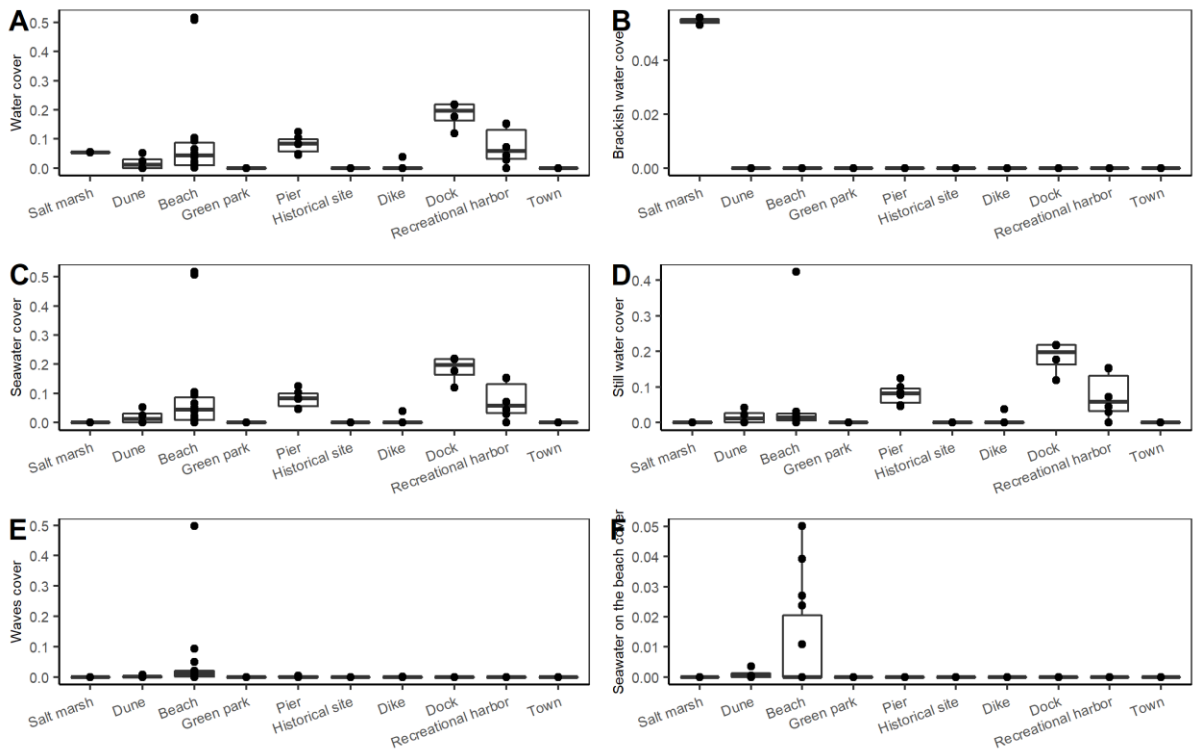 A
Water cover
0.5
0.4
0.3
0.2
0.1
0.0
Salt marsh
Dune
Beach
Green park
Pier
Historical site
Dike
Dock
Recreational harbor
Town
B
Brackish water cover
0.04
0.02
0.00
Salt marsh
Dune
Beach
Green park
Pier
Historical site
Dike
Dock
Recreational harbor
Town
C
Seawater cover
0.5
0.4
0.3
0.2
0.1
0.0
Salt marsh
Dune
Beach
Green park
Pier
Historical site
Dike
Dock
Recreational harbor
Town
D
Still water cover
0.4
0.3
0.2
0.1
0.0
Salt marsh
Dune
Beach
Green park
Pier
Historical site
Dike
Dock
Recreational harbor
Town
E
Waves cover
0.5
0.4
0.3
0.2
0.1
0.0
Salt marsh
Dune
Beach
Green park
Pier
Historical site
Dike
Dock
Recreational harbor
Town
F
Seawater on the beach cover
0.05
0.04
0.03
0.02
0.01
0.00
Salt marsh
Dune
Beach
Green park
Pier
Historical site
Dike
Dock
Recreational harbor
Town